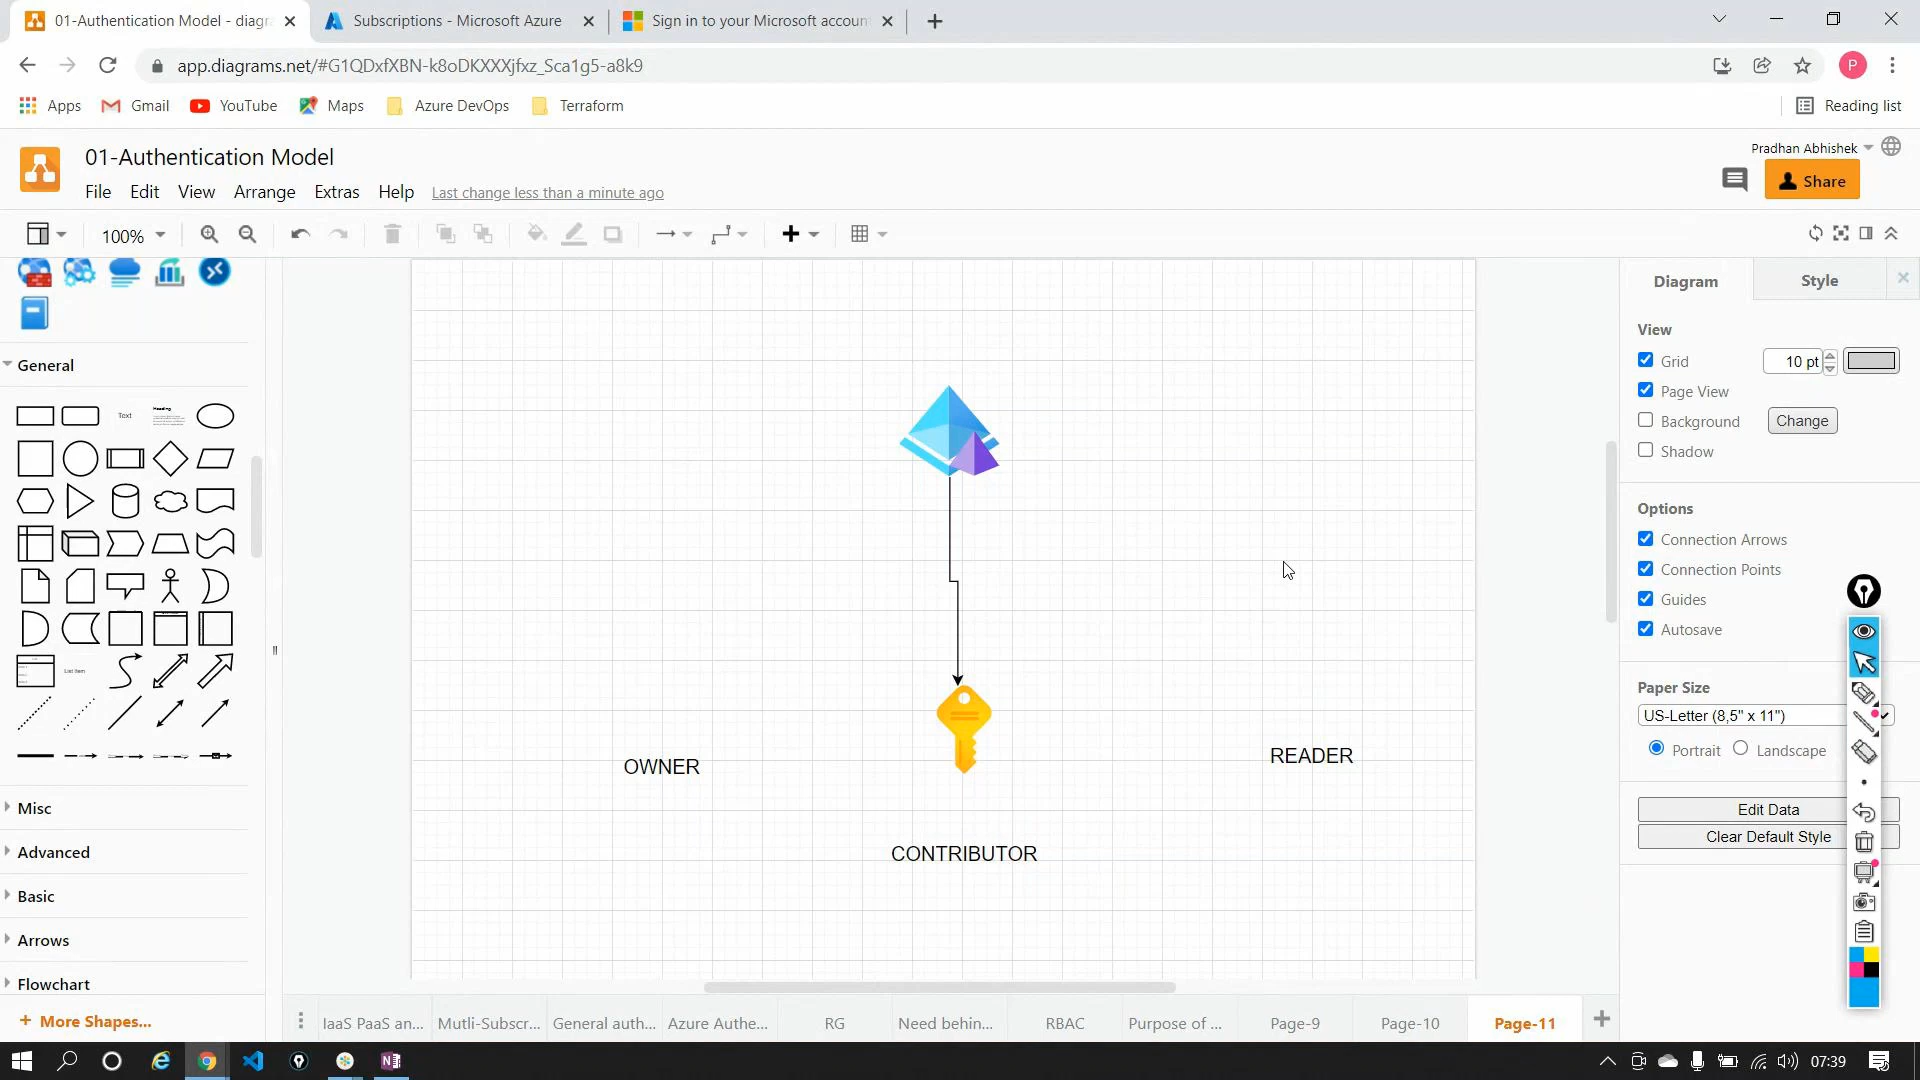 01-Authentication Model - diagr
Subscriptions - Microsoft Azure
Sign in to your Microsoft accoun
app.diagrams.net/#G1QDxfXBN-k8oDKXXXjfxz_Sca1g5-a8k9
P
Apps
Gmail
YouTube
Maps
Azure DevOps
Terraform
Reading list
01-Authentication Model
Pradhan Abhishek
File
Edit
View
Arrange
Extras
Help
Last change less than a minute ago
Share
100%
General
Text
Heading
List Item
Misc
Advanced
Basic
Arrows
Flowchart
+ More Shapes...
OWNER
CONTRIBUTOR
READER
Diagram
Style
View
Grid
10 pt
Page View
Background
Change
Shadow
Options
Connection Arrows
Connection Points
Guides
Autosave
Paper Size
US-Letter (8,5" x 11")
Portrait
Landscape
Edit Data
Clear Default Style
IaaS PaaS an...
Mutli-Subscr...
General auth...
Azure Authe...
RG
Need behin...
RBAC
Purpose of ...
Page-9
Page-10
Page-11
07:39